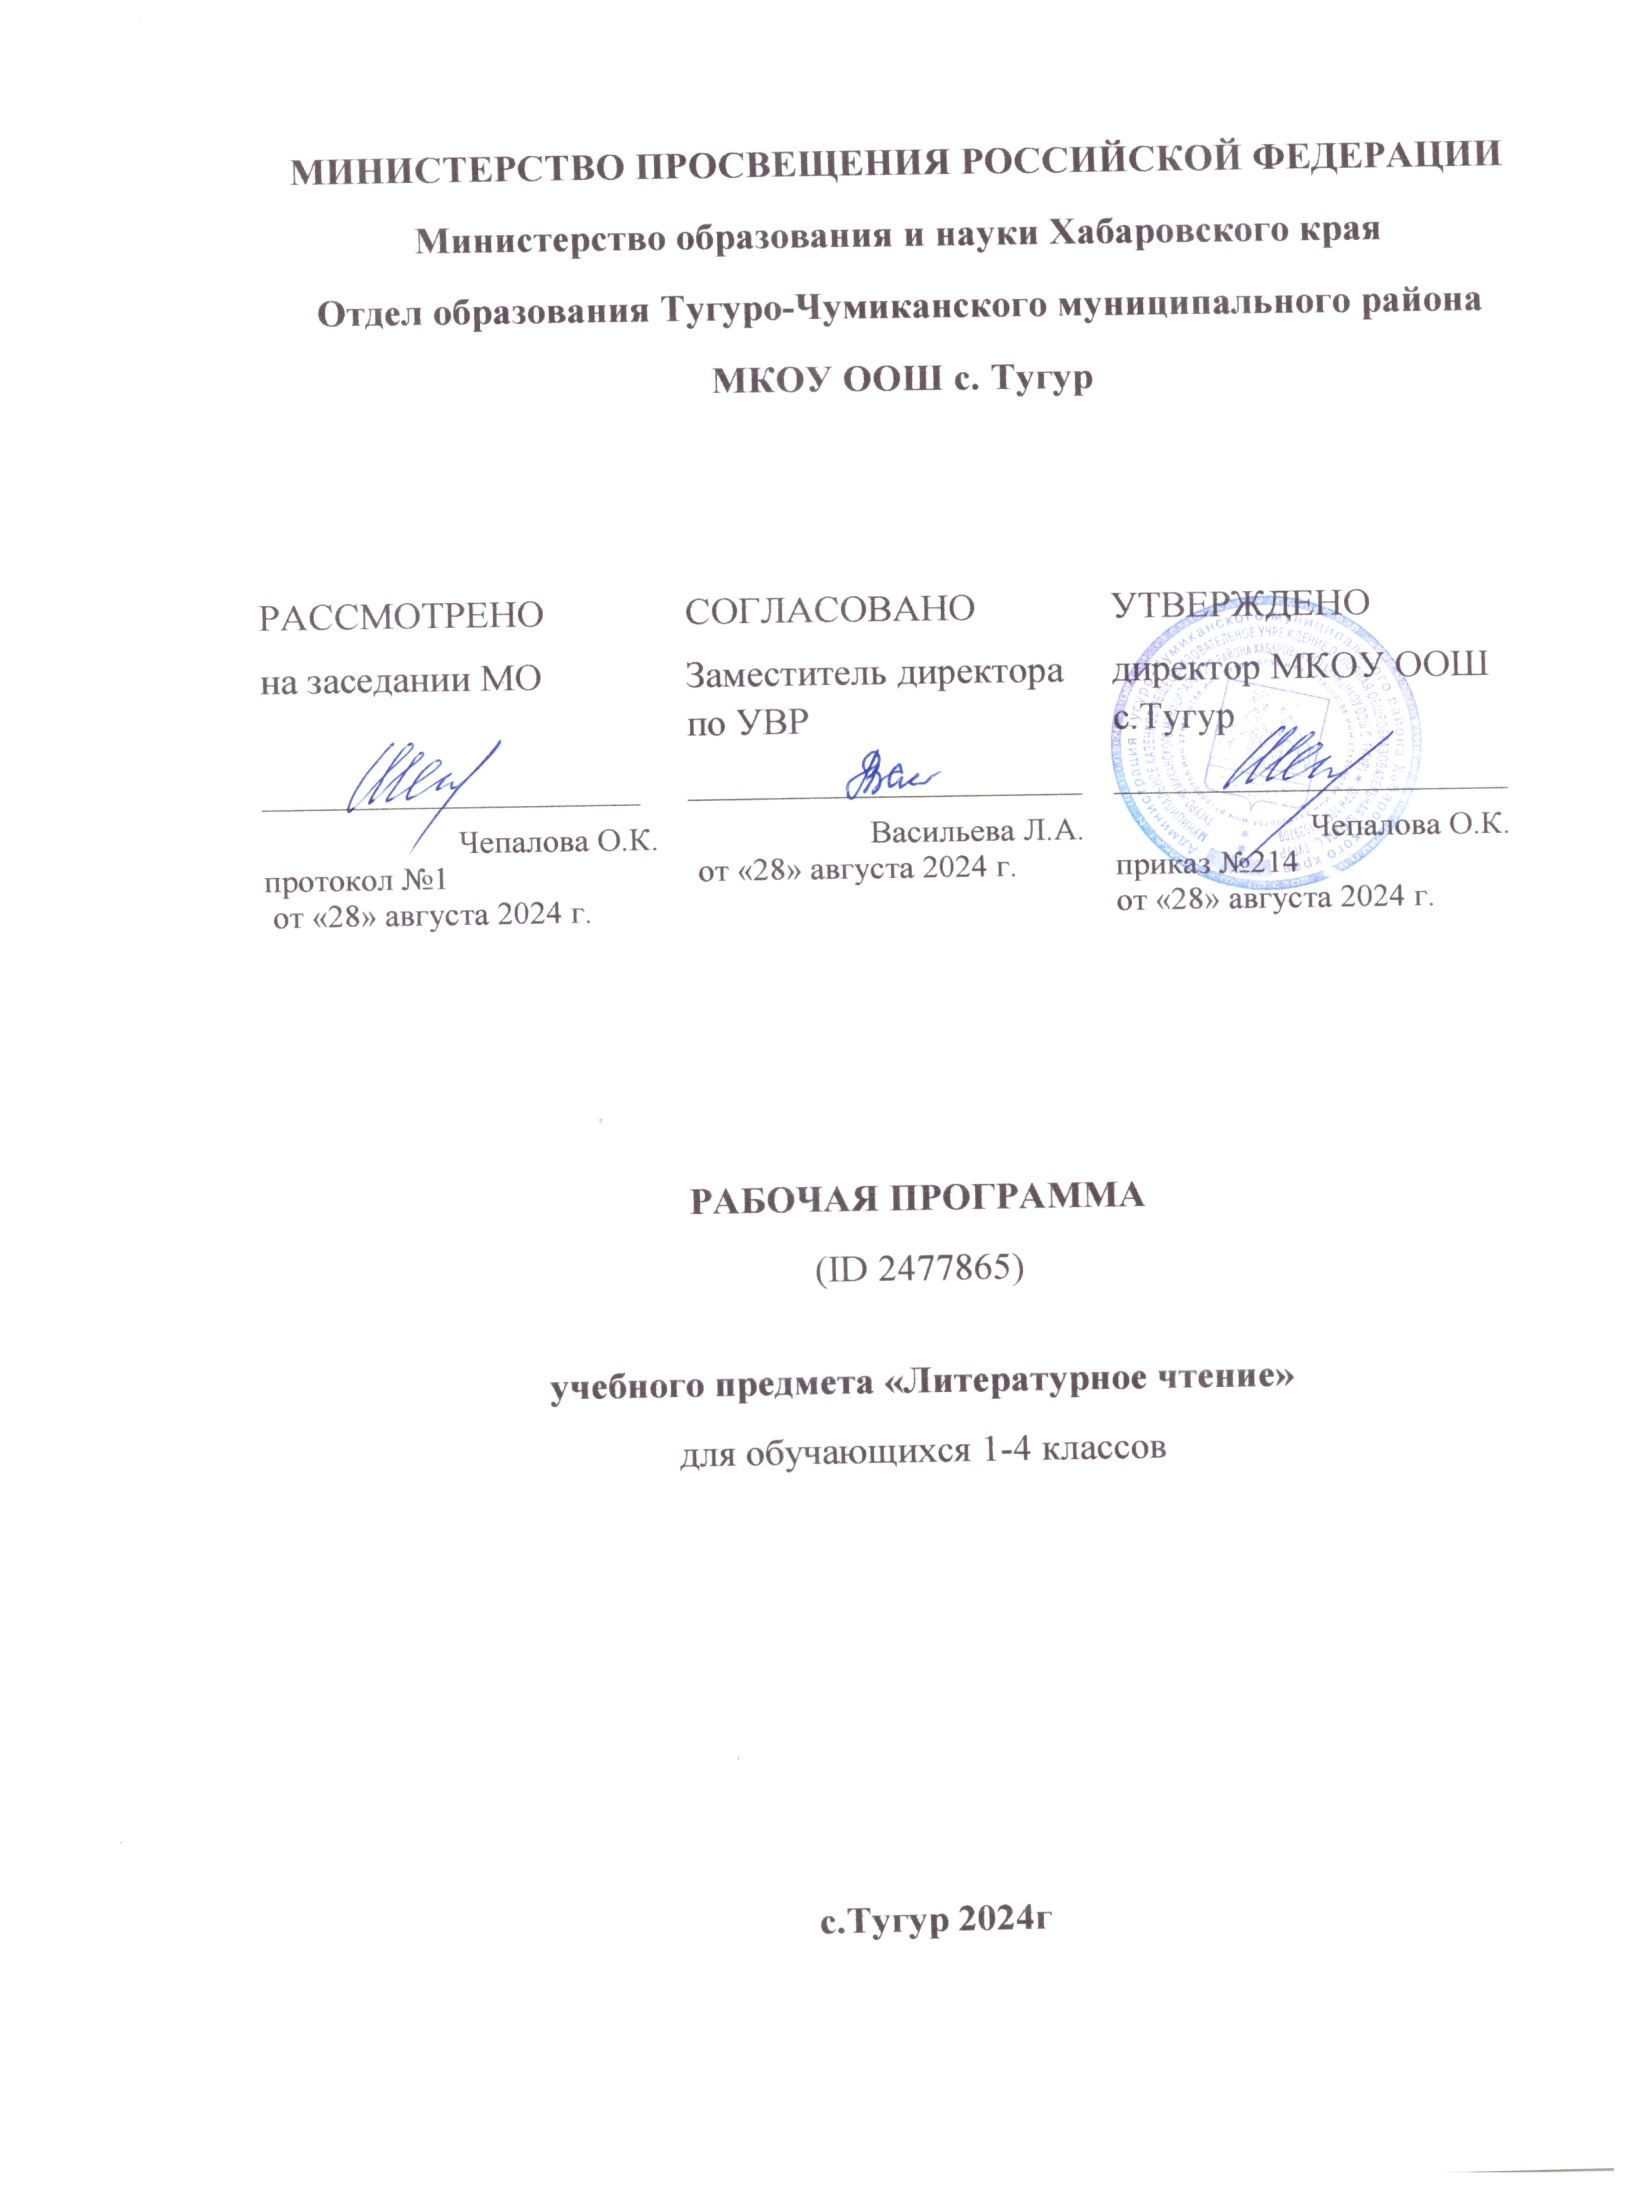 МИНИСТЕРСТВО ПРОСВЕЩЕНИЯ РОССИЙСКОЙ ФЕДЕРАЦИИ
Министерство образования и науки Хабаровского края
Отдел образования Тугуро-Чумиканского муниципального района
МКОУ ООШ с. Тугур
РАССМОТРЕНО
на заседании МО
Чепалова О.К.
протокол №1
от «28» августа 2024 г.
СОГЛАСОВАНО
Заместитель директора
по УВР
Васильева Л.А.
от «28» августа 2024 г.
УТВЕРЖДЕНО
директор МКОУ ООШ
с.Тугур
Чепалова О.К.
приказ №214
от «28» августа 2024 г.
РАБОЧАЯ ПРОГРАММА
(ID 2477865)
учебного предмета «Литературное чтение»
для обучающихся 1-4 классов
с.Тугур 2024г